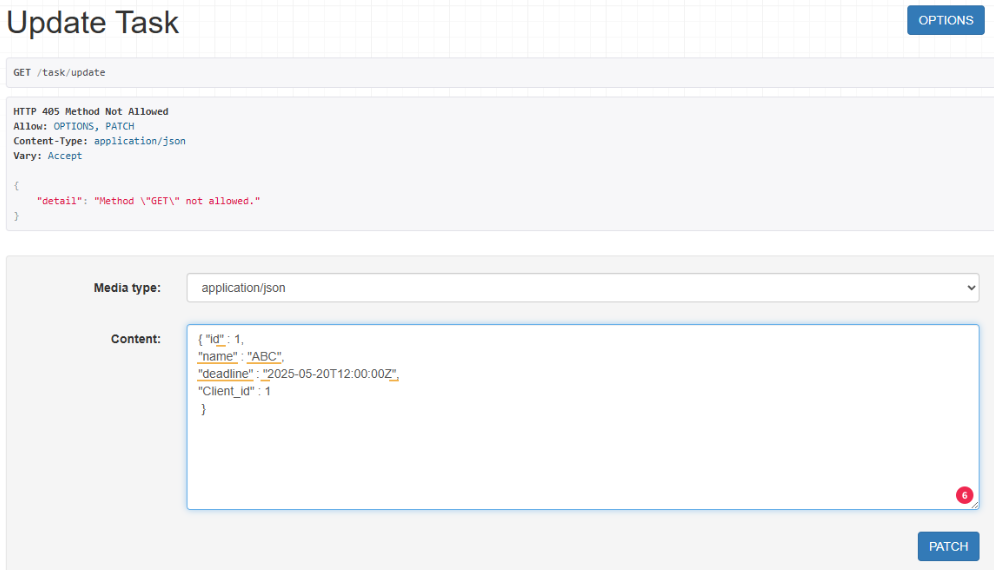 Update Task
OPTIONS
GET /task/update
HTTP 405 Method Not Allowed
Allow: OPTIONS, PATCH
Content-Type: application/json
Vary: Accept
{
"detail": "Method \"GET\" not allowed."
}
Media type:
application/json
Content:
{ "id" : 1,
"name" : "ABC",
"deadline" : "2025-05-20T12:00:00Z",
"Client_id" : 1
}
6
PATCH